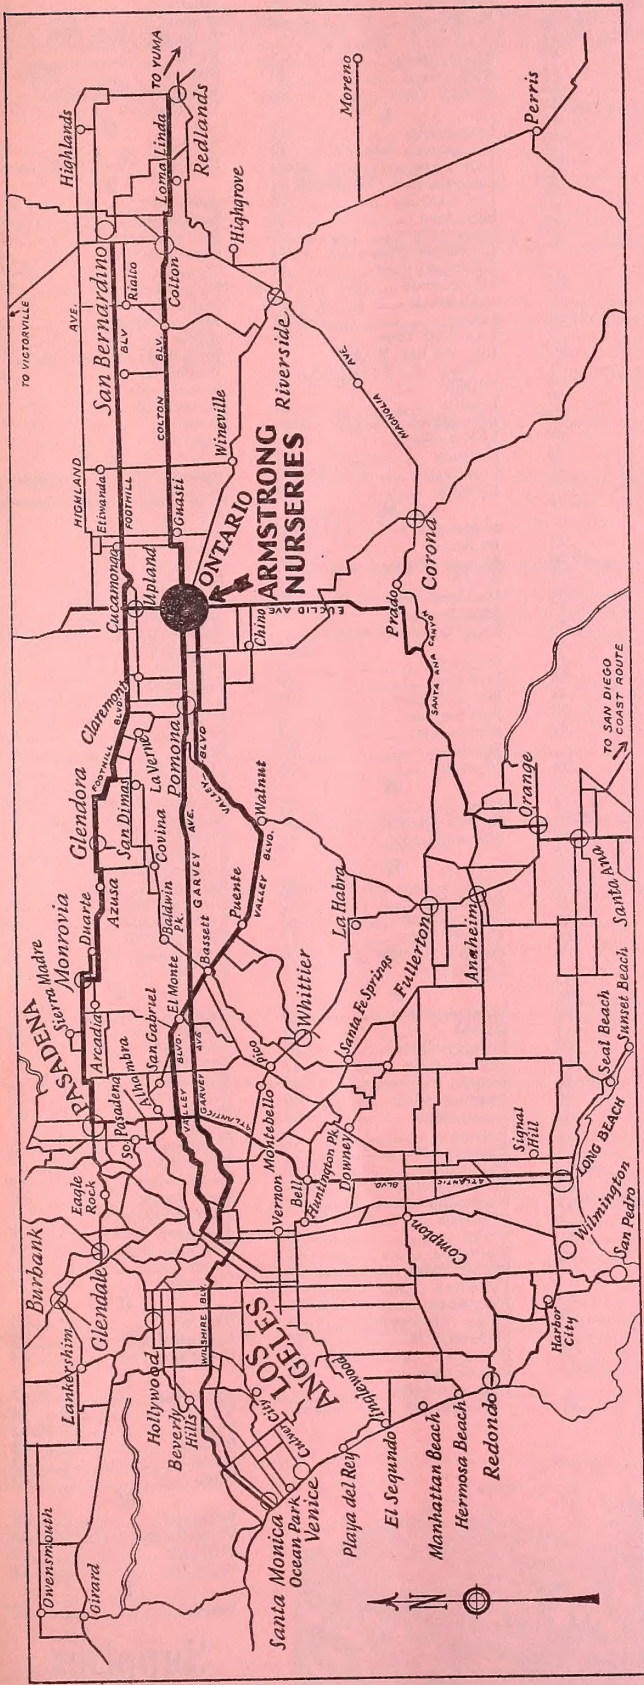 TO YUMA
Highlands
Loma Linda
Redlands
Moreno
Perris
TO VICTORVILLE
HIGHLAND
AVE.
San Bernardino
Rialto
Colton
Highgrove
Riverside
BLV
COLTON
BLV.
Etiwanda
FOOTHILL
Wineville
Guasti
MAGNOLIA
AVE.
Cucamonga
Upland
ONTARIO
ARMSTRONG
NURSERIES
EUCLID AVE
Chino
Prado
Corona
SANTA ANA CANYON
Claremont
FOOTHILL
BLVD.
La Verne
Pomona
VALLEY
BLVD
Glendora
San Dimas
Covina
GARVEY
AVE.
Walnut
VALLEY BLVD.
TO SAN DIEGO
COAST ROUTE
Orange
Santa Ana
Monrovia
Duarte
Azusa
Baldwin
Pk.
Bassett
Puente
La Habra
Fullerton
Anaheim
PASADENA
Sierra Madre
Arcadia
San Gabriel
El Monte
Whittier
Santa Fe Springs
Seal Beach
Sunset Beach
So. Pasadena
Alhambra
VALLEY
BLVD.
GARVEY
AVE
ATLANTIC
Pico
Montebello
Downey
Signal
Hill
LONG BEACH
Eagle
Rock
Vernon
Bell
Huntington Pk.
ATLANTIC
BLVD.
Compton
Wilmington
San Pedro
Burbank
Glendale
Lankershim
Hollywood
Beverly
Hills
WILSHIRE BLV.
LOS
ANGELES
Culver City
Inglewood
Harbor
City
Owensmouth
Girard
Santa Monica
Ocean Park
Venice
Playa del Rey
El Segundo
Manhattan Beach
Hermosa Beach
Redondo
N